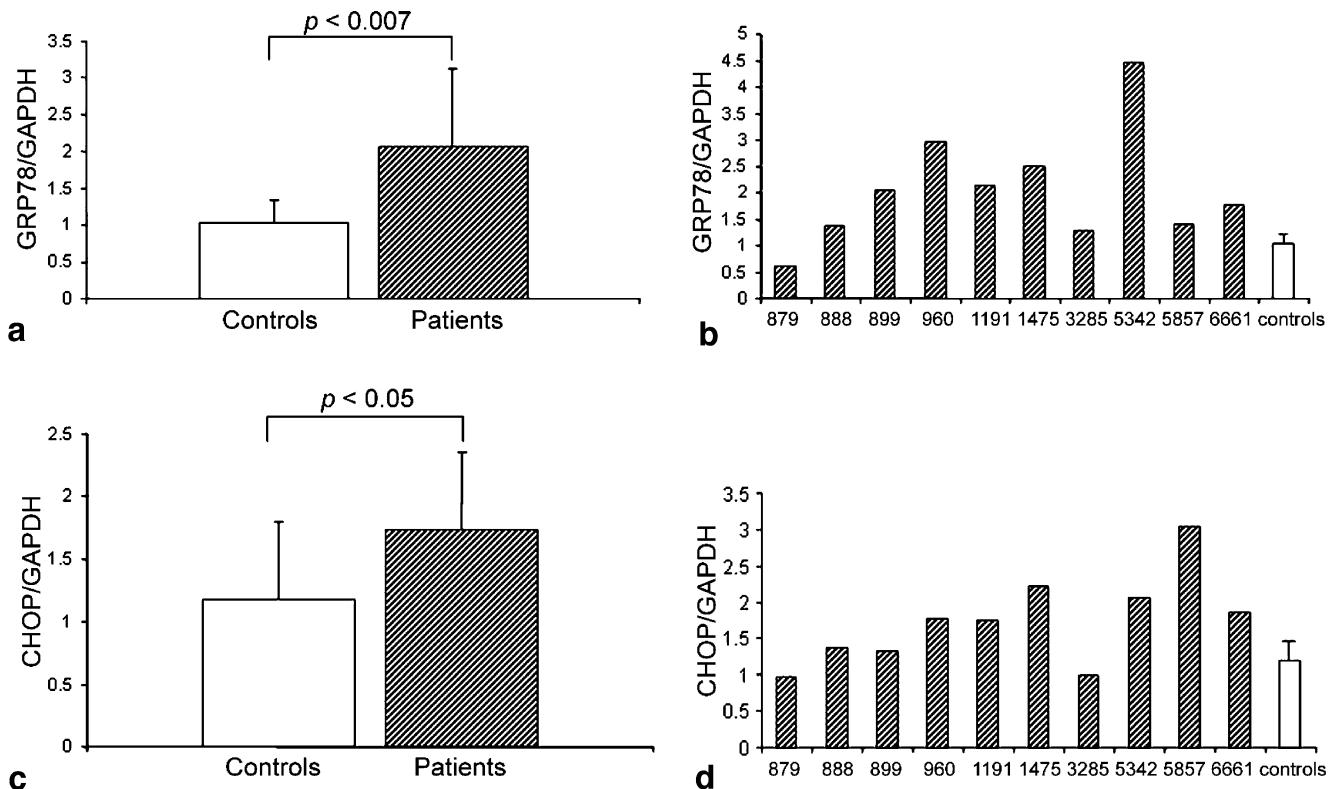 p < 0.007
GRP78/GAPDH
3.5
3
2.5
2
1.5
1
0.5
0
Controls Patients
a
GRP78/GAPDH
5
4.5
4
3.5
3
2.5
2
1.5
1
0.5
0
879 888 899 960 1191 1475 3285 5342 5857 6661 controls
b
p < 0.05
CHOP/GAPDH
2.5
2
1.5
1
0.5
0
Controls Patients
c
CHOP/GAPDH
3.5
3
2.5
2
1.5
1
0.5
0
879 888 899 960 1191 1475 3285 5342 5857 6661 controls
d